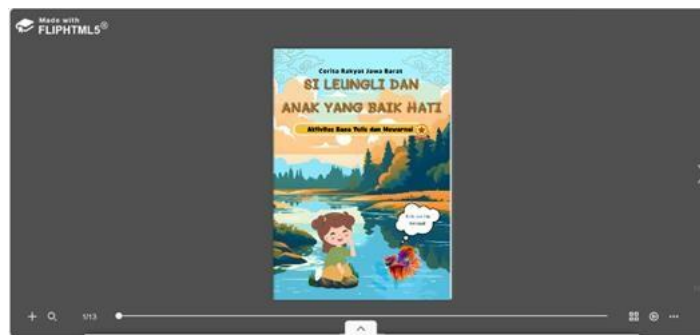 Made with
FLIPHTML5®
Cerita Rakyat Jawa Barat
SI LEUNGLI DAN
ANAK YANG BAIK HATI
Aktivitas Baca Tulis dan Mewarnai
1/13